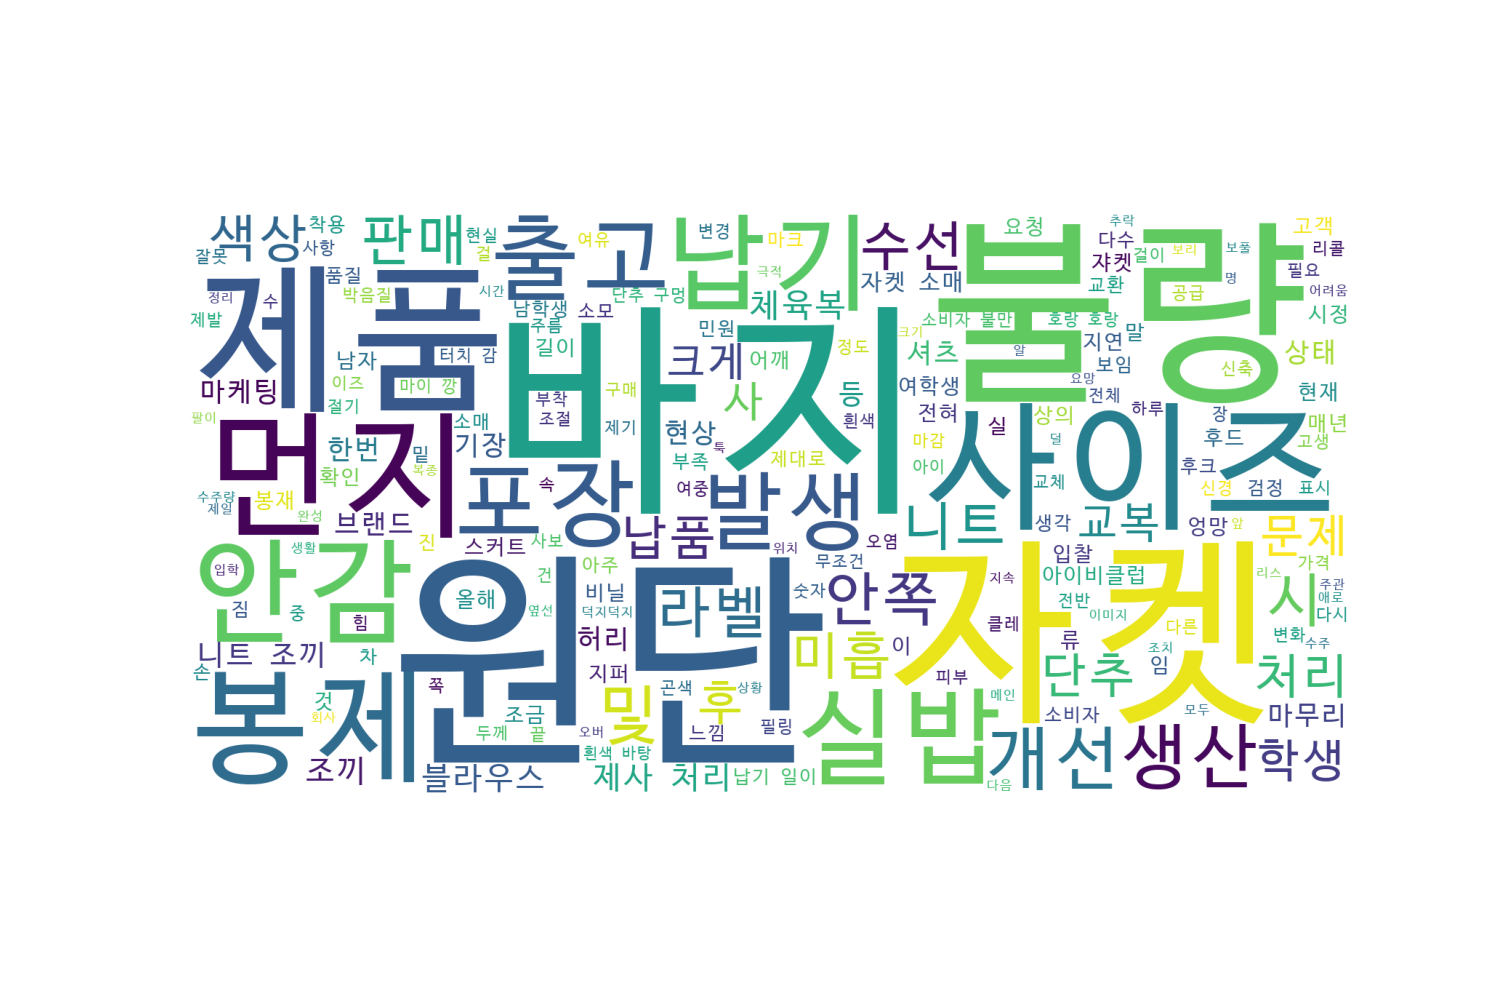 색상
착용
사항
잘못
판매
현실
걸
품질
출고
여유
납기
변경
마크
극적
수선
요청
추락
다수
쟈켓
걸이
보리
보풀
고객
리콜
필요
명
어려움
시정
제품
정리
수
제발
박음질
시간
남학생
주름
소모
단추 구멍
체육복
자켓 소매
교환
공급
불량
소비자 불만
호랑 호랑
말
지연
보임
민원
길이
남자
터치 감
마케팅
이즈
마이 깡
절기
팔이
바지
부착
조절
구매
제기
크게
어깨
정도
크기
셔츠
알
요망
전체
여학생
사
등
흰색
전혀
상의
하루
장
신축
상태
현재
매년
후드
고생
먼지
한번
확인
소매
기장
밑
복종
현상
부족
툭
제대로
마감
아이
실
덜
교체
사이즈
후크
신경
검정
표시
수주량
제일
봉재
완성
브랜드
포장
속
여중
발생
니트
생각
교복
엉망
앞
문제
안감
생활
입학
진
스커트
사보
납품
위치
오염
무조건
입찰
아이비클럽
가격
리스
시
주관
애로
다시
변화
수주
짐
중
힘
원단
올해
건
아주
비닐
옆선
덕지덕지
라벨
숫자
안쪽
자켓
지속
클레
전반
이미지
다른
조치
니트 조끼
차
손
쪽
허리
지퍼
곤색
상황
미흡
이
피부
류
단추
임
처리
봉제
것
회사
조끼
조금
두께
끝
오버
느낌
및
후
필링
실밥
메인
소비자
모두
마무리
블라우스
흰색 바탕
제사 처리
납기 일이
다음
개선
생산
학생